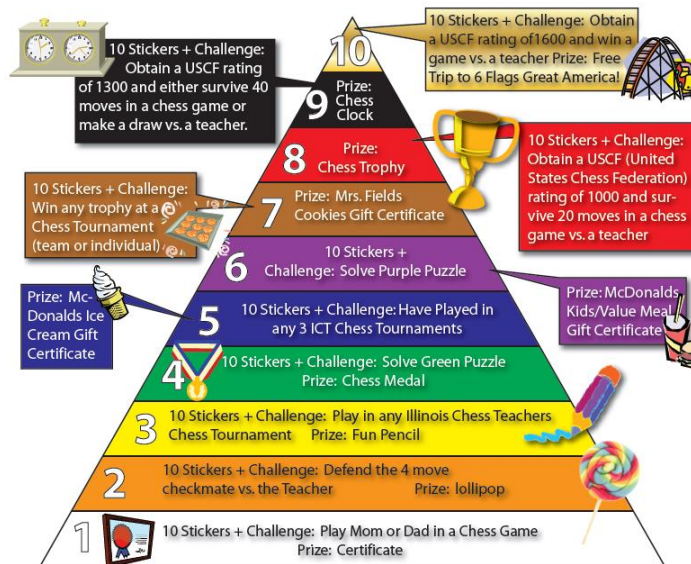 10 Stickers + Challenge: Obtain
a USCF rating of1600 and win a
game vs. a teacher Prize: Free
Trip to 6 Flags Great America!
10
10 Stickers + Challenge:
Obtain a USCF rating
of 1300 and either survive 40
moves in a chess game or
make a draw vs. a teacher.
9
Prize:
Chess
Clock
8
Prize:
Chess Trophy
10 Stickers + Challenge:
Obtain a USCF (United
States Chess Federation)
rating of 1000 and sur-
vive 20 moves in a chess
game vs. a teacher
10 Stickers + Challenge:
Win any trophy at a
Chess Tournament
(team or individual)
7
Prize: Mrs. Fields
Cookies Gift Certificate
6
10 Stickers +
Challenge: Solve Purple Puzzle
Prize: McDonalds
Kids/Value Meal
Gift Certificate
Prize: Mc-
Donalds Ice
Cream Gift
Certificate
5
10 Stickers + Challenge: Have Played in
any 3 ICT Chess Tournaments
4
10 Stickers + Challenge: Solve Green Puzzle
Prize: Chess Medal
3
10 Stickers + Challenge: Play in any Illinois Chess Teachers
Chess Tournament Prize: Fun Pencil
2
10 Stickers + Challenge: Defend the 4 move
checkmate vs. the Teacher Prize: lollipop
1
10 Stickers + Challenge: Play Mom or Dad in a Chess Game
Prize: Certificate